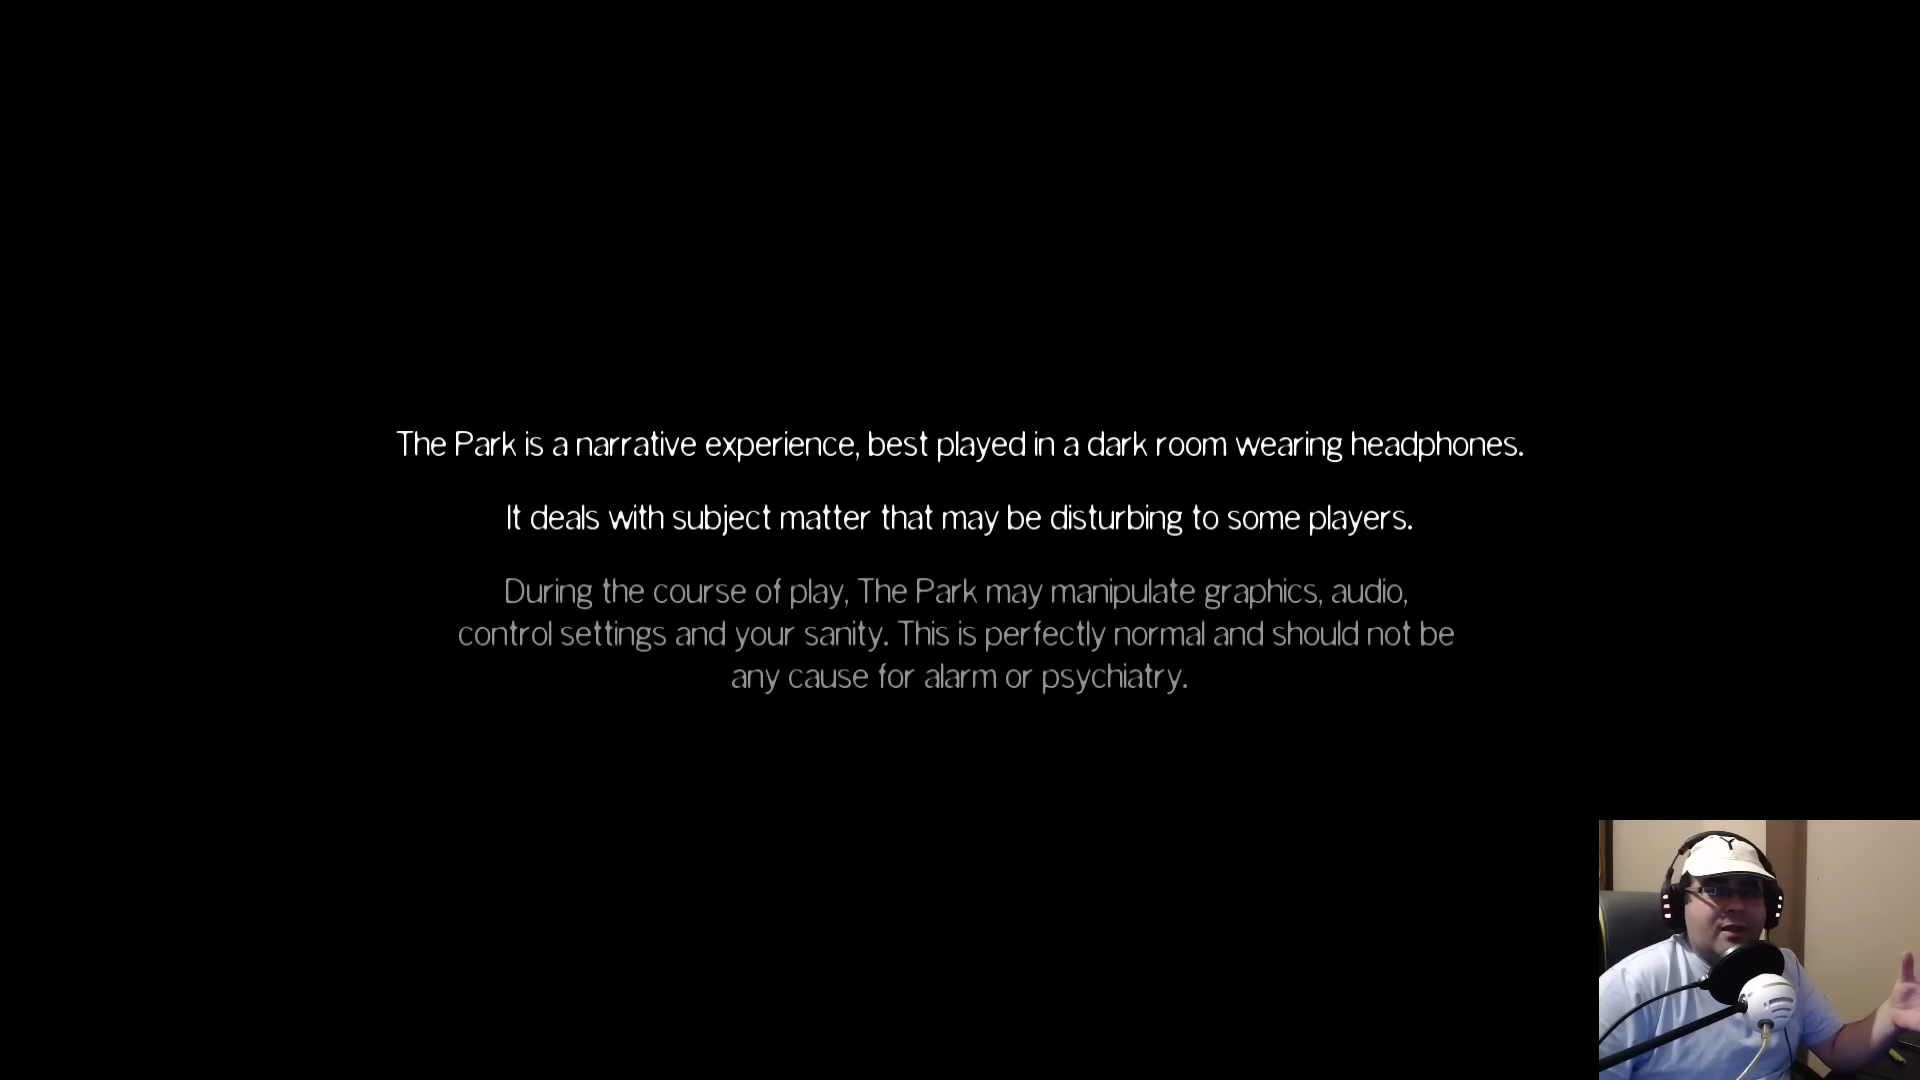 The Park is a narrative experience, best played in a dark room wearing headphones.
It deals with subject matter that may be disturbing to some players.
During the course of play, The Park may manipulate graphics, audio,
control settings and your sanity. This is perfectly normal and should not be
any cause for alarm or psychiatry.